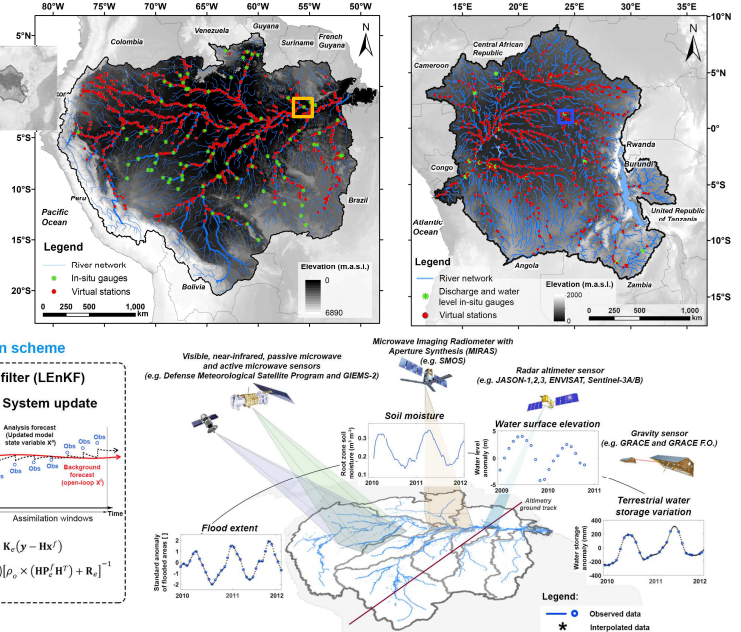 80°W 75°W 70°W 65°W 60°W 55°W 50°W
5°N
0°
5°S
10°S
15°S
20°S
Colombia
Venezuela
Guyana
Suriname
French
Guyana
N
Peru
Pacific
Ocean
Brazil
Bolivia
Legend
River network
In-situ gauges
Virtual stations
0 250 500 1,000
km
Elevation (m.a.s.l.)
0
6890
15°E 20°E 25°E 30°E 35°E
10°N
5°N
0°
5°S
10°S
15°S
Central African
Republic
Cameroon
N
Congo
Rwanda
Burundi
United Republic
of Tanzania
Atlantic
Ocean
Angola
Zambia
Legend
River network
Discharge and water
level in-situ gauges
Virtual stations
Elevation (m.a.s.l.)
2000
0
0 250 500 1,000
km
scheme
filter (LEnKF)
System update
Analysis forecast
(Updated model
state variable Xᵃ)
Obs Obs Obs
Obs
Obs
Obs
Obs
Background
forecast
(open-loop Xᶠ)
Time
Assimilation windows
Kₑ(y − Hxᶠ)
)[ρₒ × (HPₑᶠHᵀ) + Rₑ]⁻¹
Visible, near-infrared, passive microwave
and active microwave sensors
(e.g. Defense Meteorological Satellite Program and GIEMS-2)
Microwave Imaging Radiometer with
Aperture Synthesis (MIRAS)
(e.g. SMOS)
Radar altimeter sensor
(e.g. JASON-1,2,3, ENVISAT, Sentinel-3A/B)
Gravity sensor
(e.g. GRACE and GRACE F.O.)
Soil moisture
Root zone soil
moisture (m³ m⁻³)
0.3
0.2
0.1
2010 2011 2012
Water surface elevation
Water level
anomaly (m)
5
0
-5
2009 2010 2011
Altimetry
ground track
Flood extent
Standard anomaly
of flooded areas [ ]
2
1
0
-1
-2
2010 2011 2012
Terrestrial water
storage variation
Water storage
anomaly (mm)
400
200
0
-200
-400
2010 2011 2012
Legend:
Observed data
Interpolated data